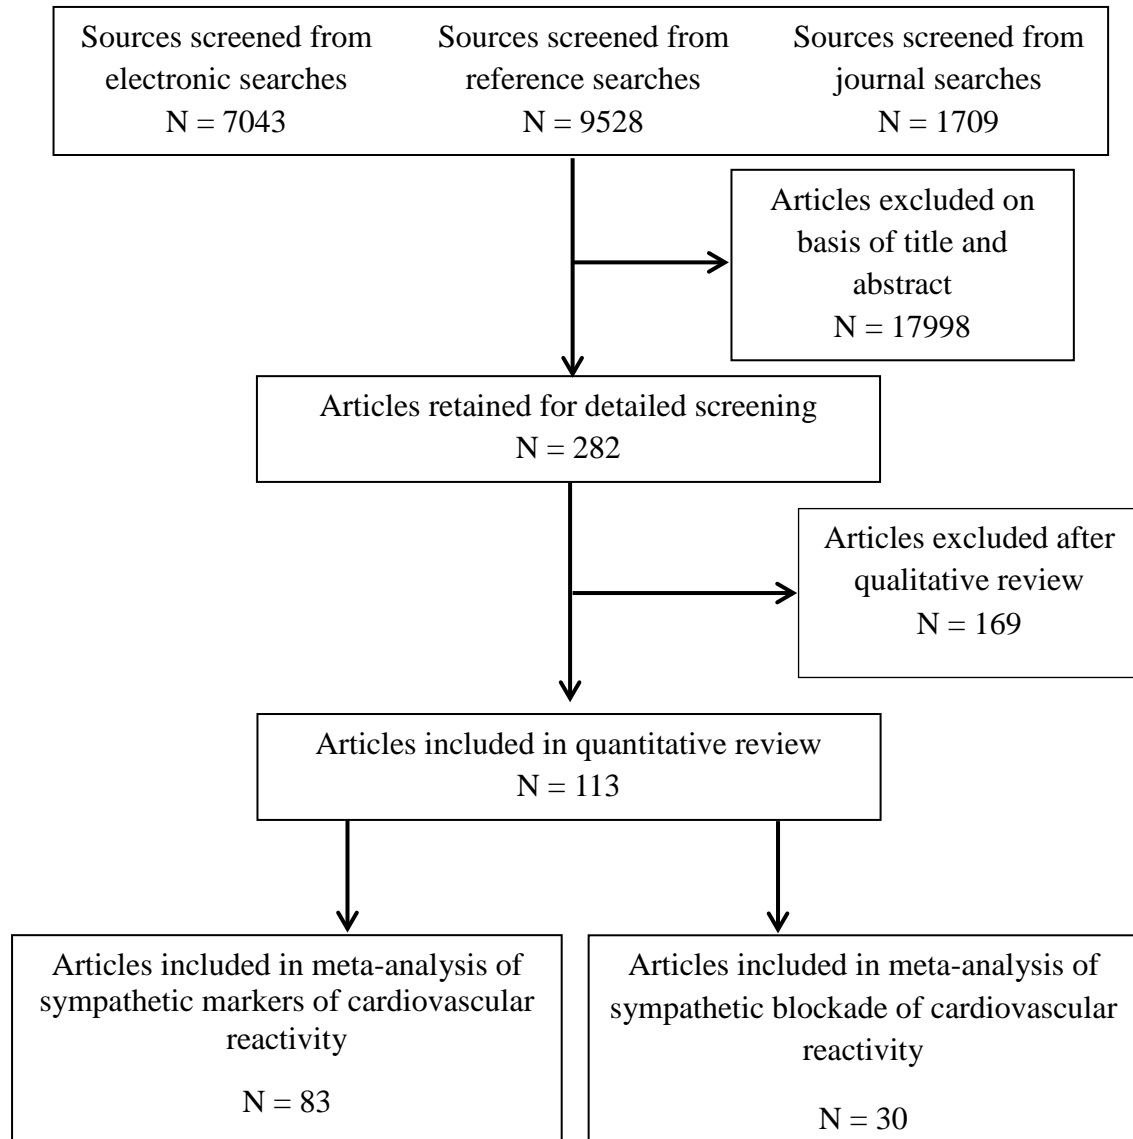 Sources screened from
electronic searches
N = 7043
Sources screened from
reference searches
N = 9528
Sources screened from
journal searches
N = 1709
Articles excluded on
basis of title and
abstract
N = 17998
Articles retained for detailed screening
N = 282
Articles excluded after
qualitative review
N = 169
Articles included in quantitative review
N = 113
Articles included in meta-analysis of
sympathetic markers of cardiovascular
reactivity
N = 83
Articles included in meta-analysis of
sympathetic blockade of cardiovascular
reactivity
N = 30